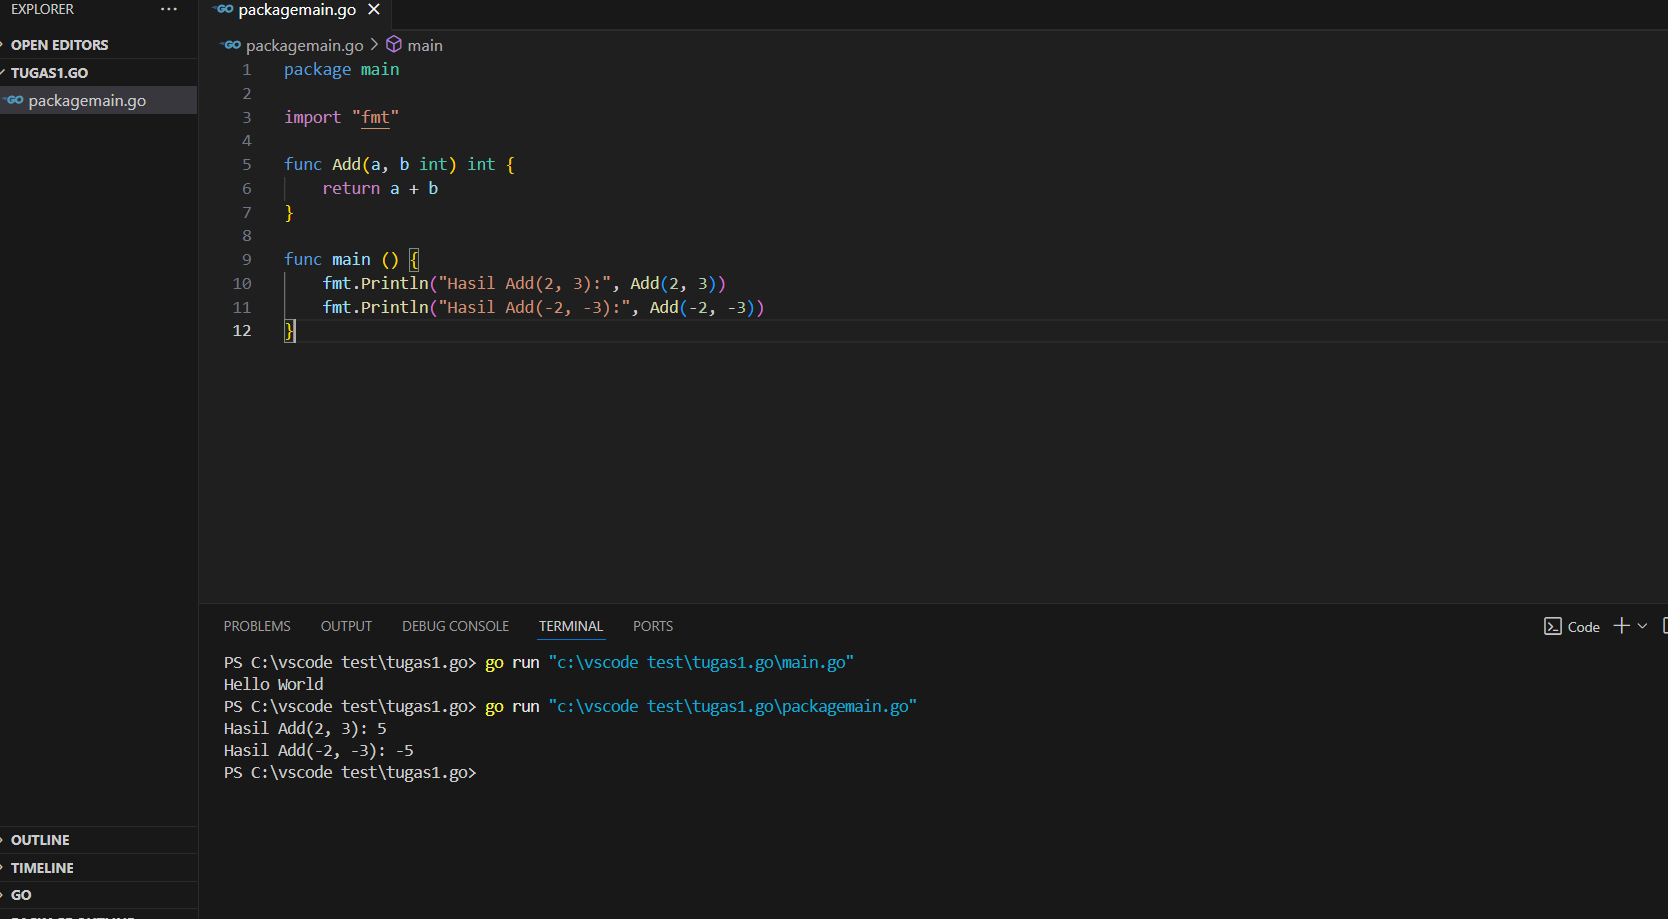 EXPLORER ···
OPEN EDITORS
TUGAS1.GO
GO packagemain.go
OUTLINE
TIMELINE
GO
GO packagemain.go ×
GO packagemain.go > main
1 package main
2
3 import "fmt"
4
5 func Add(a, b int) int {
6 return a + b
7 }
8
9 func main () {
10 fmt.Println("Hasil Add(2, 3):", Add(2, 3))
11 fmt.Println("Hasil Add(-2, -3):", Add(-2, -3))
12 }
PROBLEMS OUTPUT DEBUG CONSOLE TERMINAL PORTS Code
PS C:\vscode test\tugas1.go> go run "c:\vscode test\tugas1.go\main.go"
Hello World
PS C:\vscode test\tugas1.go> go run "c:\vscode test\tugas1.go\packagemain.go"
Hasil Add(2, 3): 5
Hasil Add(-2, -3): -5
PS C:\vscode test\tugas1.go>